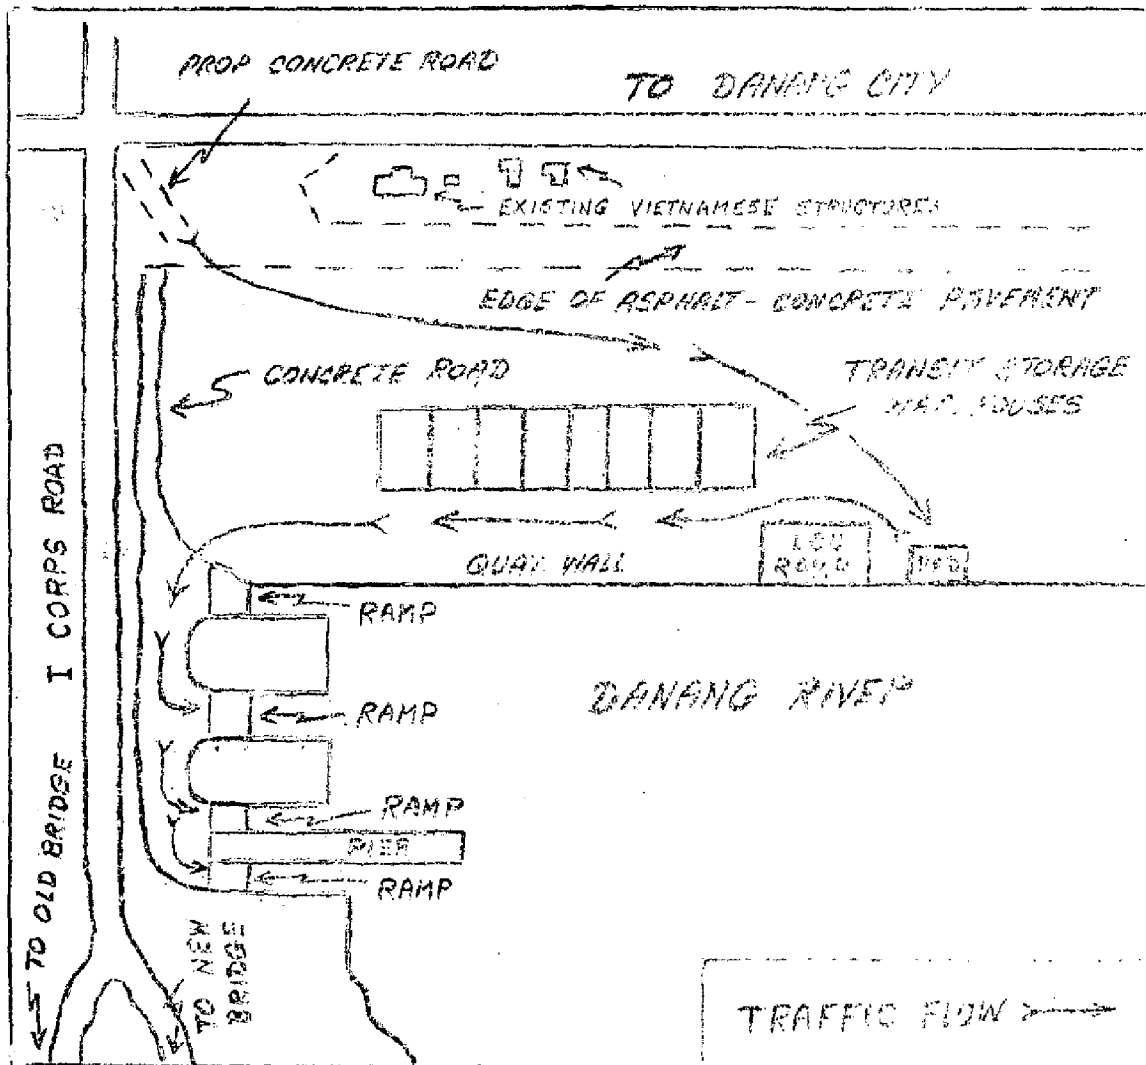 PROP CONCRETE ROAD
TO DANANG CITY
EXISTING VIETNAMESE STRUCTURES
EDGE OF ASPHALT-CONCRETE PAVEMENT
CONCRETE ROAD
TRANSIT STORAGE
I CORPS ROAD
QUAY WALL
RAMP
DANANG RIVER
RAMP
RAMP
PIER
RAMP
TO OLD BRIDGE
TO NEW
BRIDGE
TRAFFIC FLOW